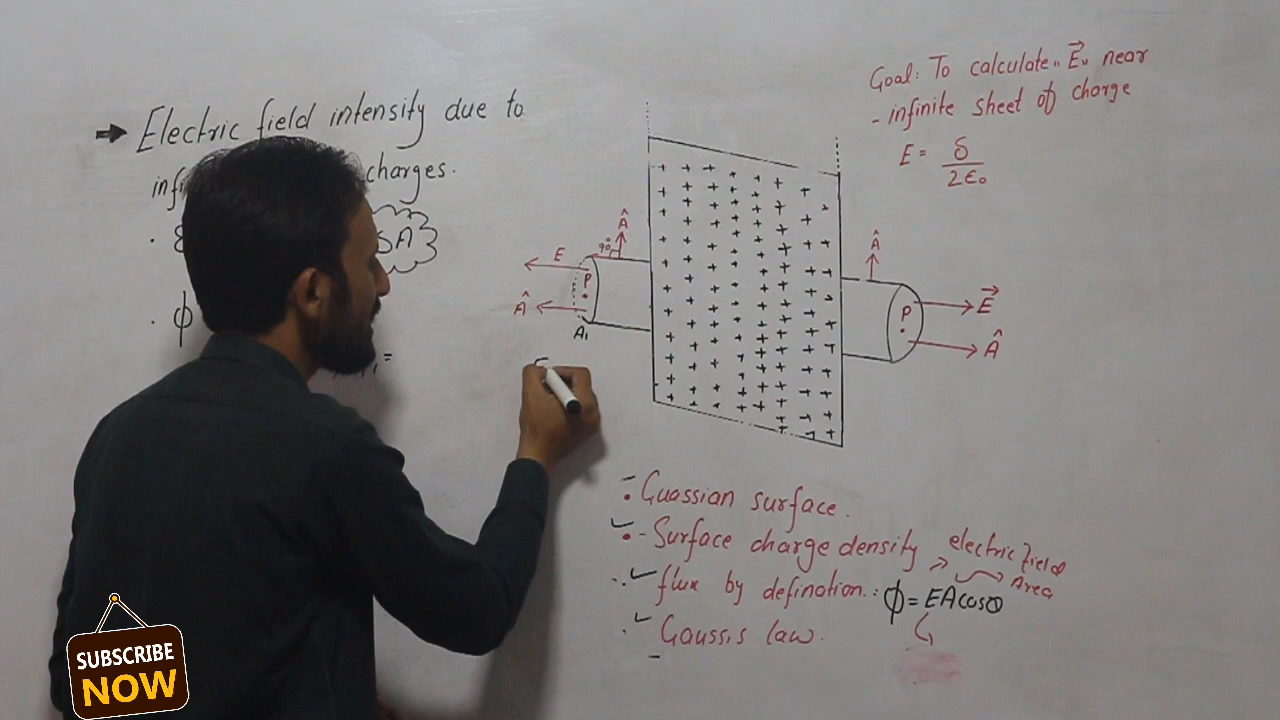 Electric field intensity due to
charges.
A
ϕ
=
Goal: To calculate E near
- infinite sheet of charge
E = δ / 2ε₀
Â
90°
E
P
Â
A₁
Â
P
E
Â
• Guassian surface.
• - Surface charge density
flux by defination. : ϕ = EAcosθ
electric field
Area
Gauss,s law.
SUBSCRIBE
NOW